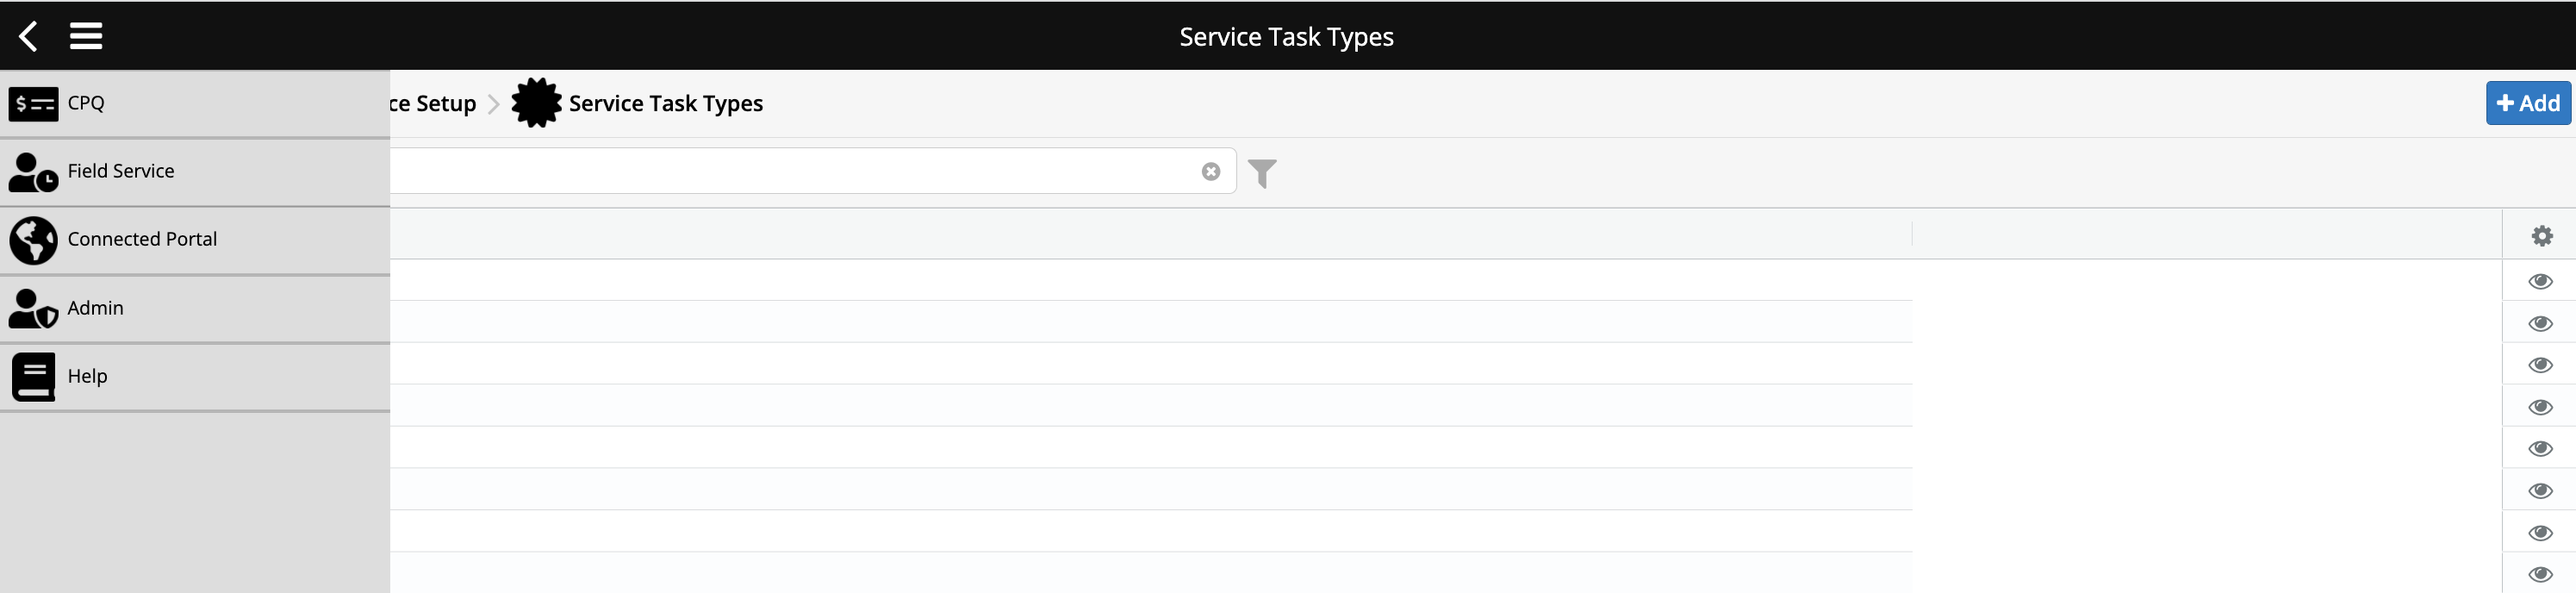 Service Task Types
CPQ
Field Service
Connected Portal
Admin
Help
ce Setup
Service Task Types
Add